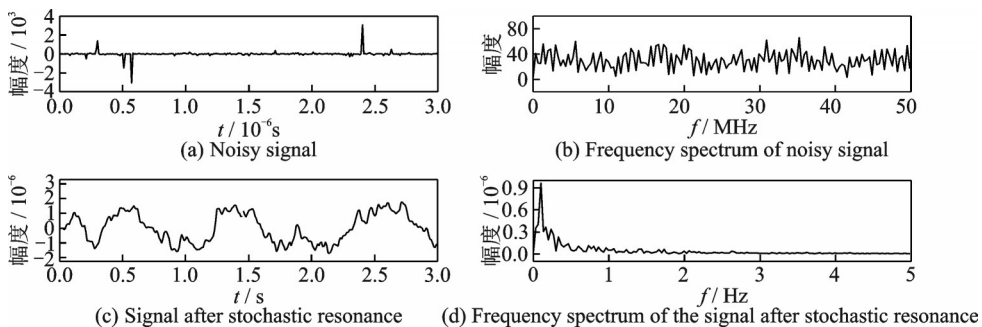 幅度 / 10³
4
2
0
−2
−4
0.0 0.5 1.0 1.5 2.0 2.5 3.0
t / 10⁻⁶s
(a) Noisy signal
幅度
80
40
0
0 10 20 30 40 50
f / MHz
(b) Frequency spectrum of noisy signal
幅度 / 10⁻⁶
3
2
1
0
−1
−2
0.0 0.5 1.0 1.5 2.0 2.5 3.0
t / s
(c) Signal after stochastic resonance
幅度 / 10⁻⁶
0.9
0.6
0.3
0.0
0 1 2 3 4 5
f / Hz
(d) Frequency spectrum of the signal after stochastic resonance